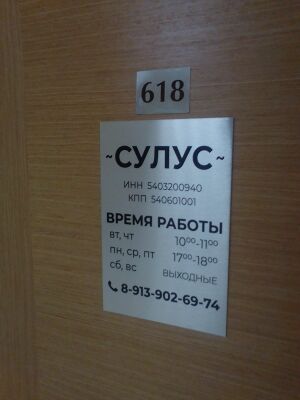 618
~СУЛУС~
ИНН 5403200940
КПП 540601001
ВРЕМЯ РАБОТЫ
вт, чт 10⁰⁰-11⁰⁰
пн, ср, пт 17⁰⁰-18⁰⁰
сб, вс ВЫХОДНЫЕ
8-913-902-69-74